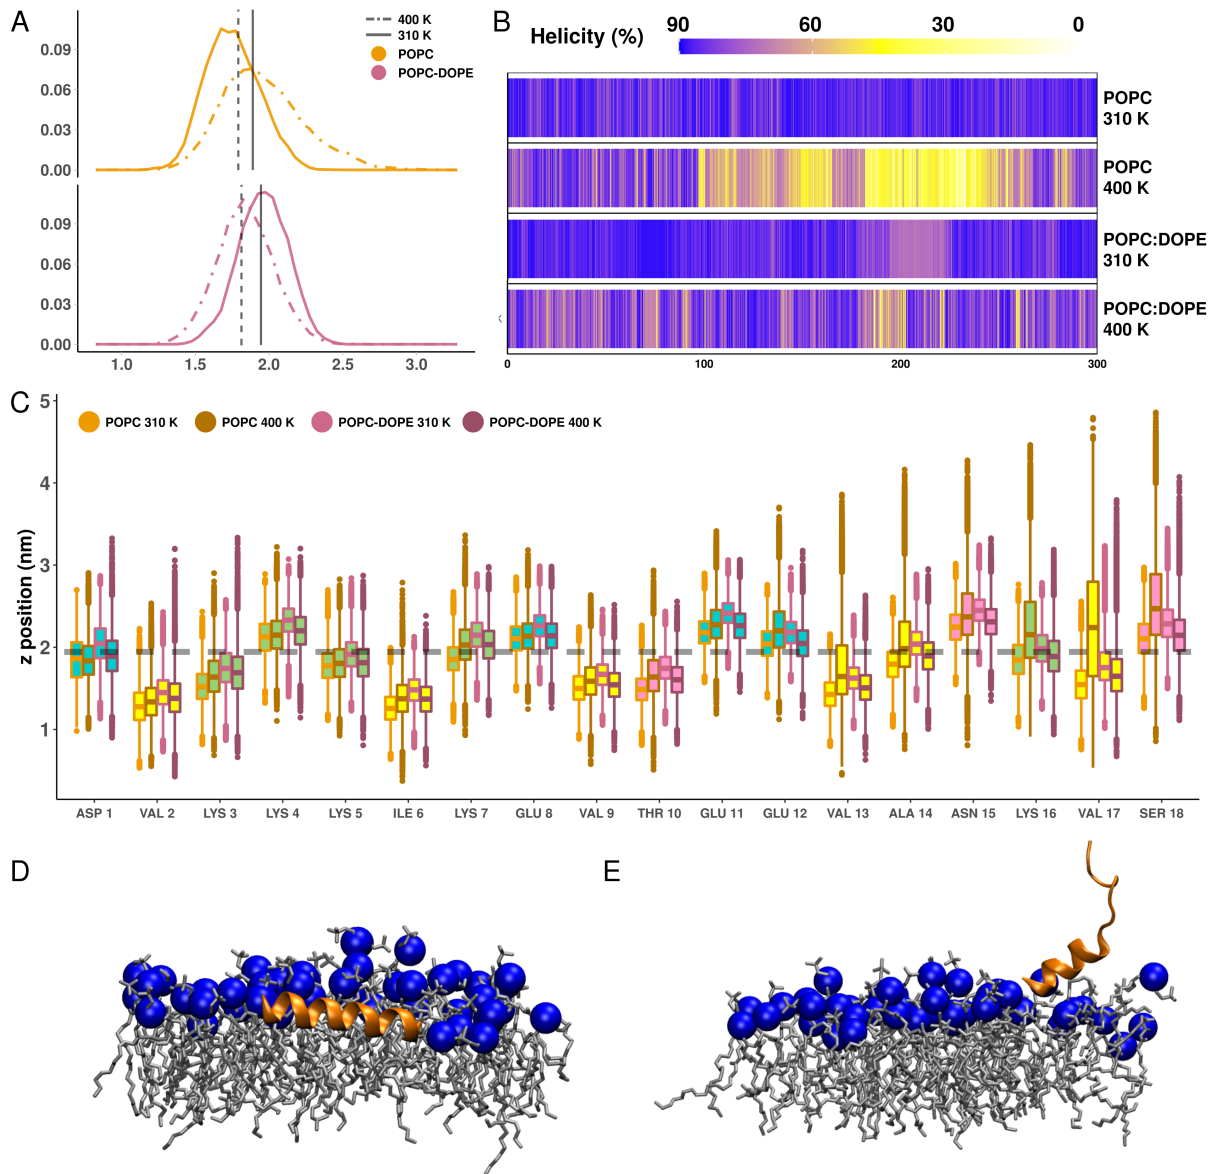 A
400 K
310 K
POPC
POPC-DOPE
0.09
0.06
0.03
0.00
0.09
0.06
0.03
0.00
1.0 1.5 2.0 2.5 3.0
B
Helicity (%)
90 60 30 0
POPC
310 K
POPC
400 K
POPC:DOPE
310 K
POPC:DOPE
400 K
0 100 200 300
C
POPC 310 K POPC 400 K POPC-DOPE 310 K POPC-DOPE 400 K
z position (nm)
5
4
3
2
1
ASP 1 VAL 2 LYS 3 LYS 4 LYS 5 ILE 6 LYS 7 GLU 8 VAL 9 THR 10 GLU 11 GLU 12 VAL 13 ALA 14 ASN 15 LYS 16 VAL 17 SER 18
D
E